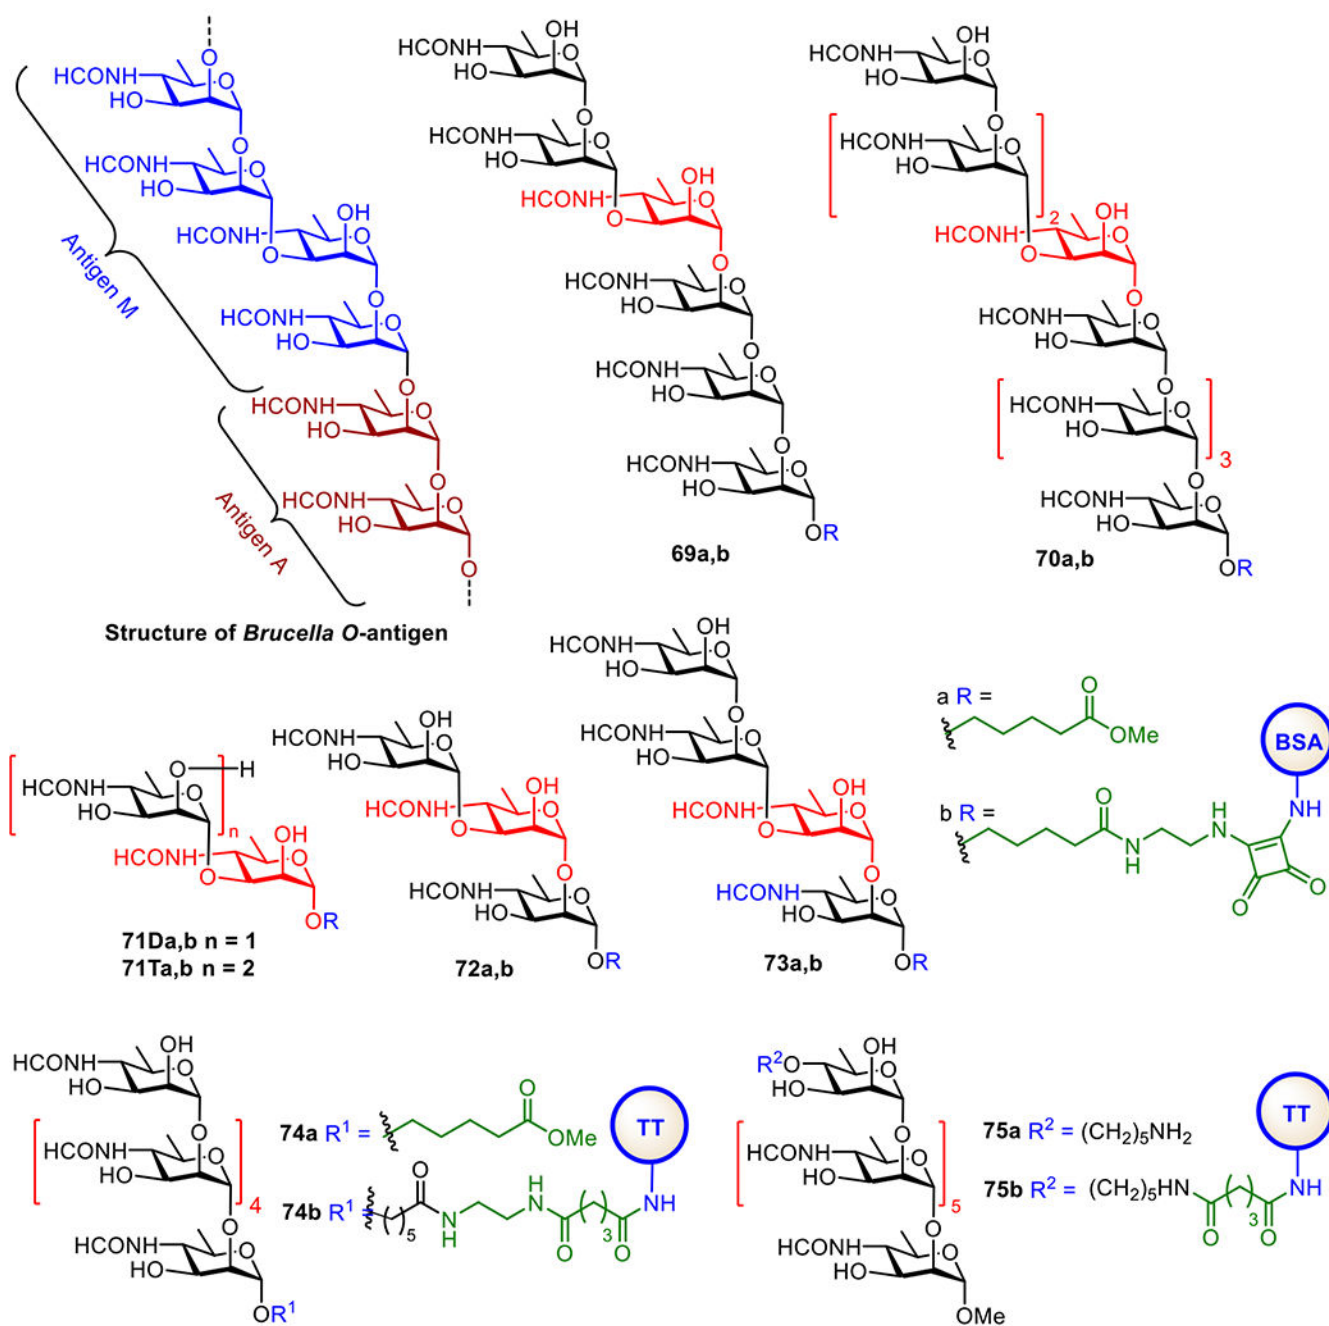 O
HCONH
O
HO
O
HCONH
O
HO
HCONH
OH
O
O
O
HCONH
O
HO
Antigen M
O
HCONH
O
HO
O
HCONH
O
HO
Antigen A
O
Structure of Brucella O-antigen
OH
HCONH
O
HO
O
HCONH
O
HO
OH
HCONH
O
O
O
HCONH
O
HO
O
HCONH
O
HO
O
HCONH
O
HO
OR
69a,b
OH
HCONH
O
HO
O
HCONH
O
HO
2
OH
HCONH
O
O
O
HCONH
O
HO
O
HCONH
O
HO
3
O
HCONH
O
HO
OR
70a,b
O
H
HCONH
O
HO
n
OH
HCONH
O
O
OR
71Da,b n = 1
71Ta,b n = 2
OH
HCONH
O
HO
OH
HCONH
O
O
O
HCONH
O
HO
OR
72a,b
OH
HCONH
O
HO
O
HCONH
O
HO
OH
HCONH
O
O
O
HCONH
O
HO
OR
73a,b
a R =
O
OMe
BSA
b R =
O
N
H
H
N
NH
O
O
OH
HCONH
O
HO
O
HCONH
O
HO
4
O
HCONH
O
HO
OR1
74a R1 =
O
OMe
TT
74b R1 =
5
O
N
H
H
N
O
3
O
NH
OH
R2O
O
HO
O
HCONH
O
HO
5
O
HCONH
O
HO
OMe
75a R2 = (CH2)5NH2
TT
75b R2 = (CH2)5HN
O
3
O
NH